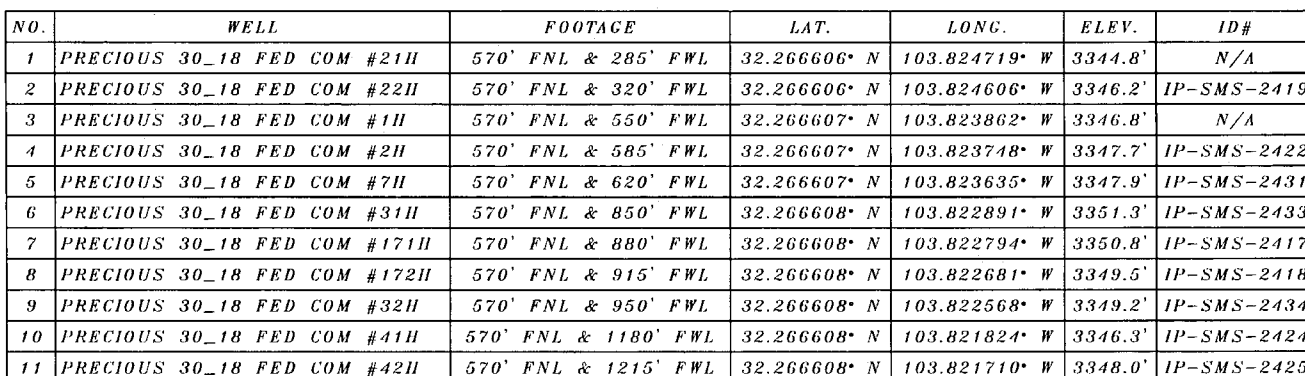 NO. WELL FOOTAGE LAT. LONG. ELEV. ID#
1 PRECIOUS 30_18 FED COM #21H 570' FNL & 285' FWL 32.266606° N 103.824719° W 3344.8' N/A
2 PRECIOUS 30_18 FED COM #22H 570' FNL & 320' FWL 32.266606° N 103.824606° W 3346.2' IP-SMS-2419
3 PRECIOUS 30_18 FED COM #1H 570' FNL & 550' FWL 32.266607° N 103.823862° W 3346.8' N/A
4 PRECIOUS 30_18 FED COM #2H 570' FNL & 585' FWL 32.266607° N 103.823748° W 3347.7' IP-SMS-2422
5 PRECIOUS 30_18 FED COM #7H 570' FNL & 620' FWL 32.266607° N 103.823635° W 3347.9' IP-SMS-2431
6 PRECIOUS 30_18 FED COM #31H 570' FNL & 850' FWL 32.266608° N 103.822891° W 3351.3' IP-SMS-2433
7 PRECIOUS 30_18 FED COM #171H 570' FNL & 880' FWL 32.266608° N 103.822794° W 3350.8' IP-SMS-2417
8 PRECIOUS 30_18 FED COM #172H 570' FNL & 915' FWL 32.266608° N 103.822681° W 3349.5' IP-SMS-2418
9 PRECIOUS 30_18 FED COM #32H 570' FNL & 950' FWL 32.266608° N 103.822568° W 3349.2' IP-SMS-2434
10 PRECIOUS 30_18 FED COM #41H 570' FNL & 1180' FWL 32.266608° N 103.821824° W 3346.3' IP-SMS-2424
11 PRECIOUS 30_18 FED COM #42H 570' FNL & 1215' FWL 32.266608° N 103.821710° W 3348.0' IP-SMS-2425